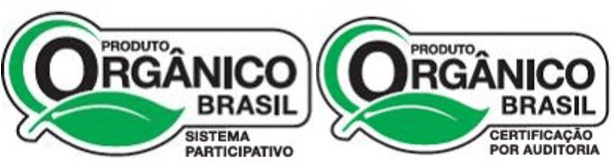 PRODUTO
ORGÂNICO
BRASIL
SISTEMA
PARTICIPATIVO
PRODUTO
ORGÂNICO
BRASIL
CERTIFICAÇÃO
POR AUDITORIA